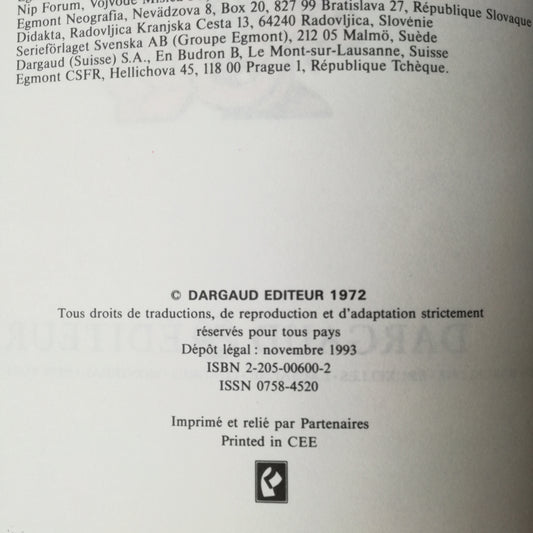 Nip Forum, Vojvode
Egmont Neografia, Nevädzova 8, Box 20, 827 99 Bratislava 27, République Slovaque
Didakta, Radovljica Kranjska Cesta 13, 64240 Radovljica, Slovénie
Serieförlaget Svenska AB (Groupe Egmont), 212 05 Malmö, Suède
Dargaud (Suisse) S.A., En Budron B, Le Mont-sur-Lausanne, Suisse
Egmont CSFR, Hellichova 45, 118 00 Prague 1, République Tchèque.
© DARGAUD EDITEUR 1972
Tous droits de traductions, de reproduction et d'adaptation strictement
réservés pour tous pays
Dépôt légal : novembre 1993
ISBN 2-205-00600-2
ISSN 0758-4520
Imprimé et relié par Partenaires
Printed in CEE